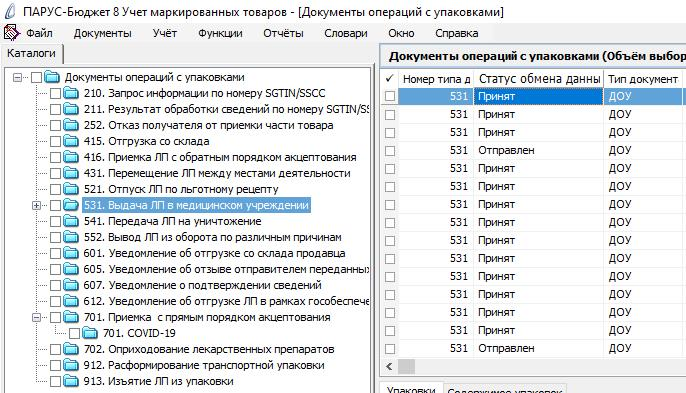 ПАРУС-Бюджет 8 Учет маркированных товаров - [Документы операций с упаковками]
Файл Документы Учёт Функции Отчёты Словари Окно Справка
Каталоги
Документы операций с упаковками
210. Запрос информации по номеру SGTIN/SSCC
211. Результат обработки сведений по номеру SGTIN/S
252. Отказ получателя от приемки части товара
415. Отгрузка со склада
416. Приемка ЛП с обратным порядком акцептования
431. Перемещение ЛП между местами деятельности
521. Отпуск ЛП по льготному рецепту
531. Выдача ЛП в медицинском учреждении
541. Передача ЛП на уничтожение
552. Вывод ЛП из оборота по различным причинам
601. Уведомление об отгрузке со склада продавца
605. Уведомление об отзыве отправителем переданных
607. Уведомление о подтверждении сведений
612. Уведомление об отгрузке ЛП в рамках гособеспече
701. Приемка с прямым порядком акцептования
701. COVID-19
702. Оприходование лекарственных препаратов
912. Расформирование транспортной упаковки
913. Изъятие ЛП из упаковки
Документы операций с упаковками (Объём выбор
Номер типа д Статус обмена данны Тип документ
531 Принят ДОУ
531 Принят ДОУ
531 Принят ДОУ
531 Отправлен ДОУ
531 Принят ДОУ
531 Принят ДОУ
531 Принят ДОУ
531 Принят ДОУ
531 Принят ДОУ
531 Принят ДОУ
531 Принят ДОУ
531 Принят ДОУ
531 Принят ДОУ
531 Принят ДОУ
531 Отправлен ДОУ
Упаковки Содержимое упаковок